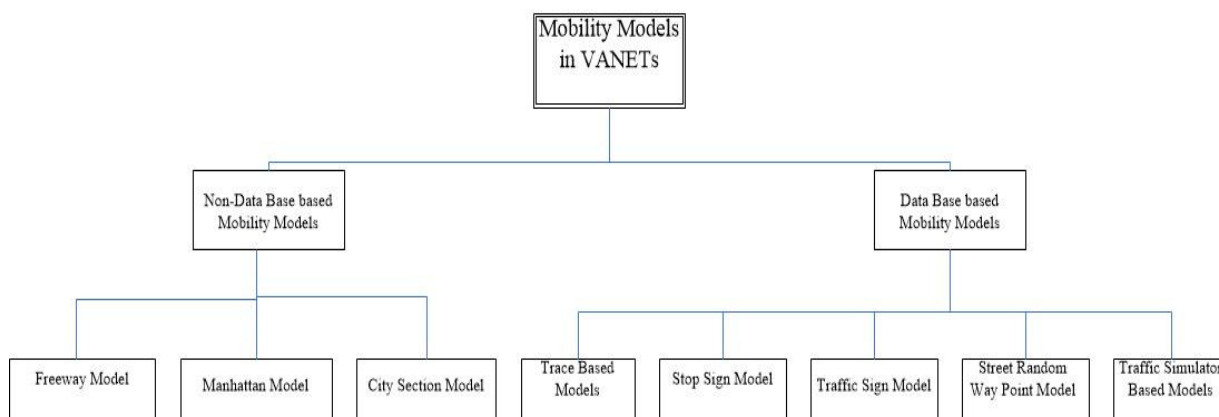 Mobility Models
in VANETs
Non-Data Base based
Mobility Models
Data Base based
Mobility Models
Freeway Model
Manhattan Model
City Section Model
Trace Based
Models
Stop Sign Model
Traffic Sign Model
Street Random
Way Point Model
Traffic Simulator
Based Models